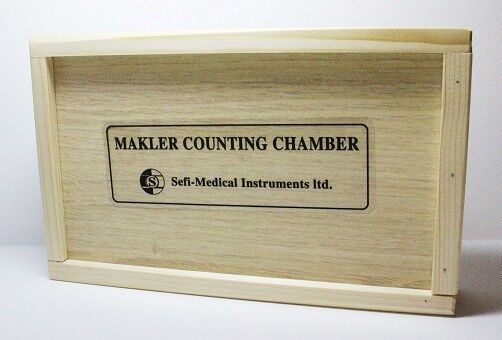 MAKLER COUNTING CHAMBER
S Sefi-Medical Instruments ltd.